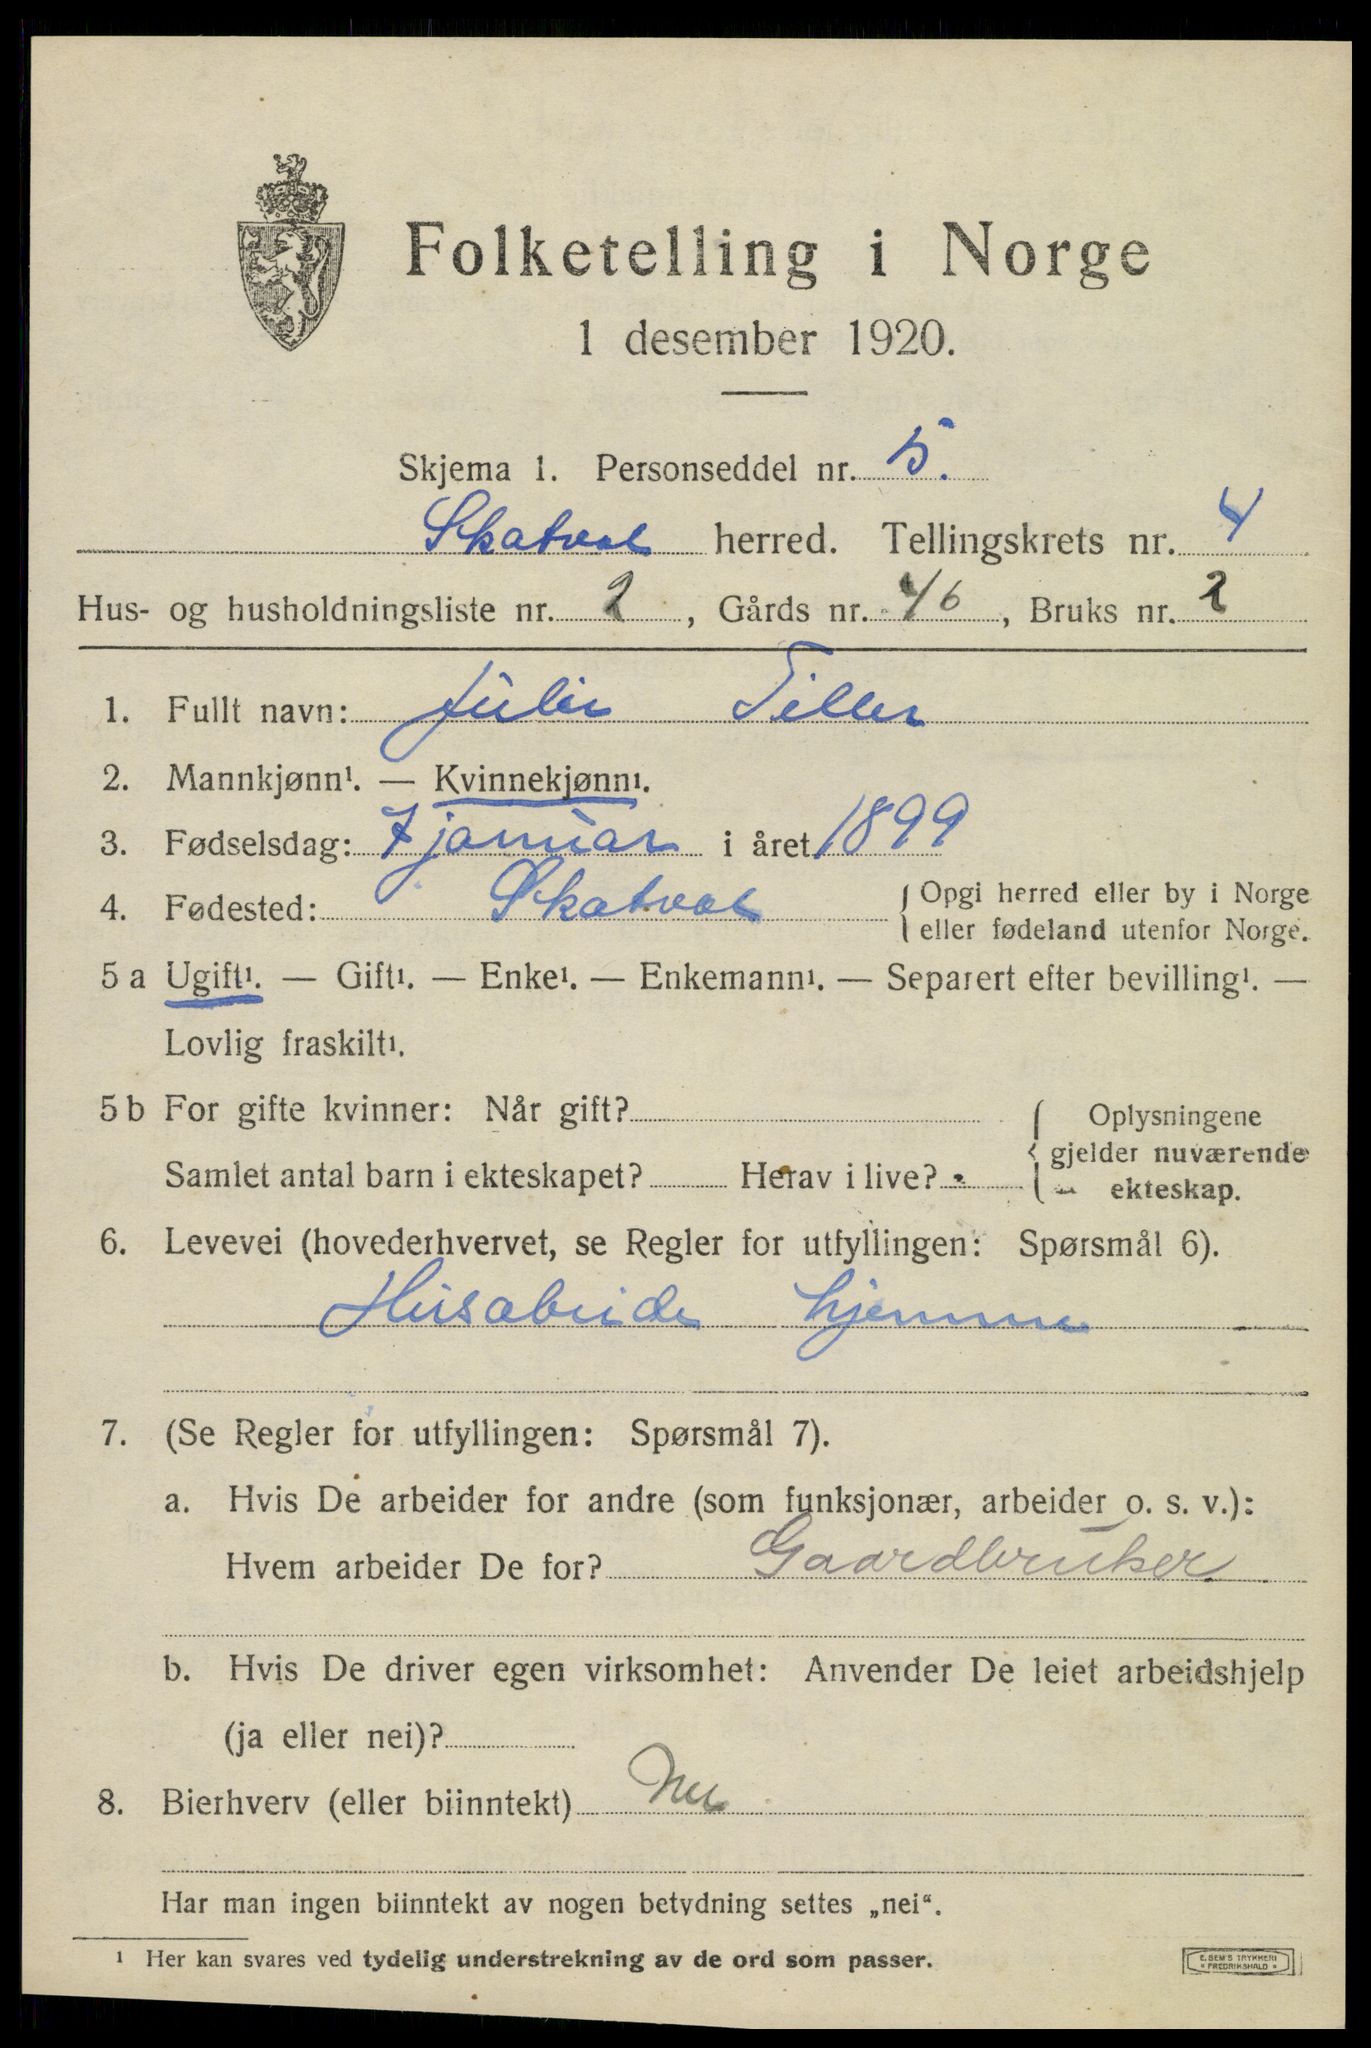 Folketelling i Norge
1 desember 1920.
Skjema 1. Personseddel nr. 5.
Skatval herred. Tellingskrets nr. 4
Hus- og husholdningsliste nr. 2, Gårds nr. 46, Bruks nr. 2
1. Fullt navn: Julie Tiller
2. Mannkjønn¹. — Kvinnekjønn¹.
3. Fødselsdag: 7 januar i året 1899
4. Fødested: Skatval { Opgi herred eller by i Norge
eller fødeland utenfor Norge.
5 a Ugift¹. — Gift¹. — Enke¹. — Enkemann¹. — Separert efter bevilling¹. —
Lovlig fraskilt¹.
5 b For gifte kvinner: Når gift?
Samlet antal barn i ekteskapet? Herav i live?
{ Oplysningene
gjelder nuværende
ekteskap.
6. Levevei (hovederhvervet, se Regler for utfyllingen: Spørsmål 6).
Husarbeide hjemme
7. (Se Regler for utfyllingen: Spørsmål 7).
a. Hvis De arbeider for andre (som funksjonær, arbeider o. s. v.):
Hvem arbeider De for? Gaardbruker
b. Hvis De driver egen virksomhet: Anvender De leiet arbeidshjelp
(ja eller nei)?
8. Bierhverv (eller biinntekt) Nei
Har man ingen biinntekt av nogen betydning settes „nei“.
¹ Her kan svares ved tydelig understrekning av de ord som passer.
E. SEM'S TRYKKERI
* FREDRIKSHALD *